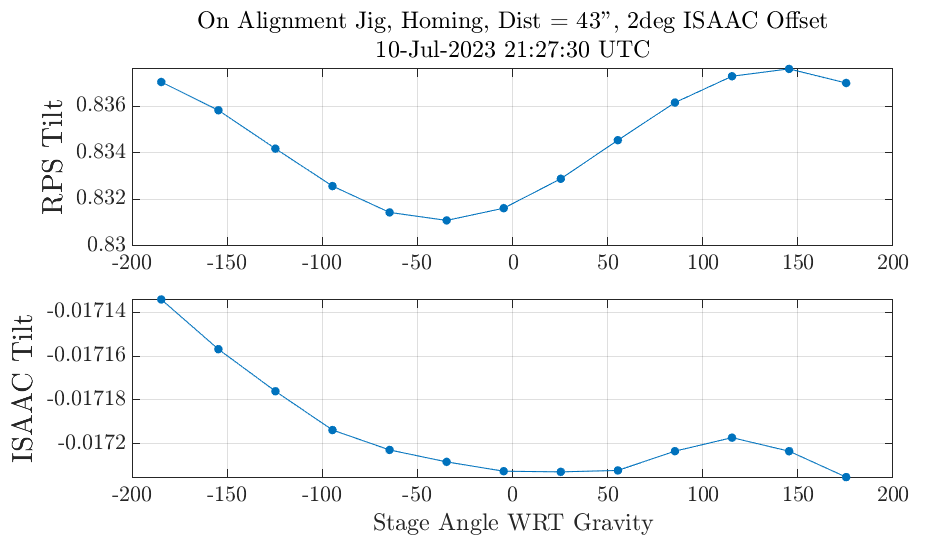 On Alignment Jig, Homing, Dist = 43", 2deg ISAAC Offset
10-Jul-2023 21:27:30 UTC
RPS Tilt
0.836
0.834
0.832
0.83
-200 -150 -100 -50 0 50 100 150 200
ISAAC Tilt
-0.01714
-0.01716
-0.01718
-0.0172
-200 -150 -100 -50 0 50 100 150 200
Stage Angle WRT Gravity